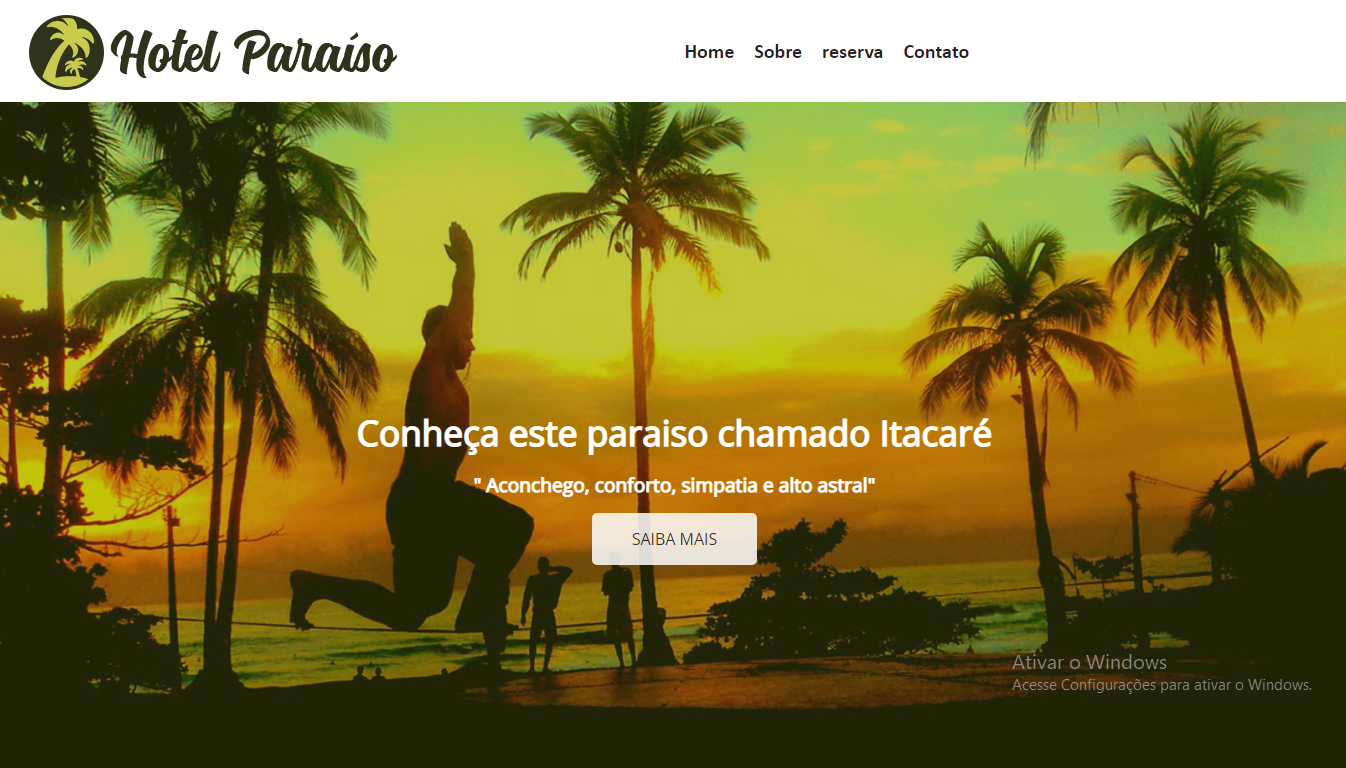 Hotel Paraíso
Home Sobre reserva Contato
Conheça este paraiso chamado Itacaré
" Aconchego, conforto, simpatia e alto astral"
SAIBA MAIS
Ativar o Windows
Acesse Configurações para ativar o Windows.